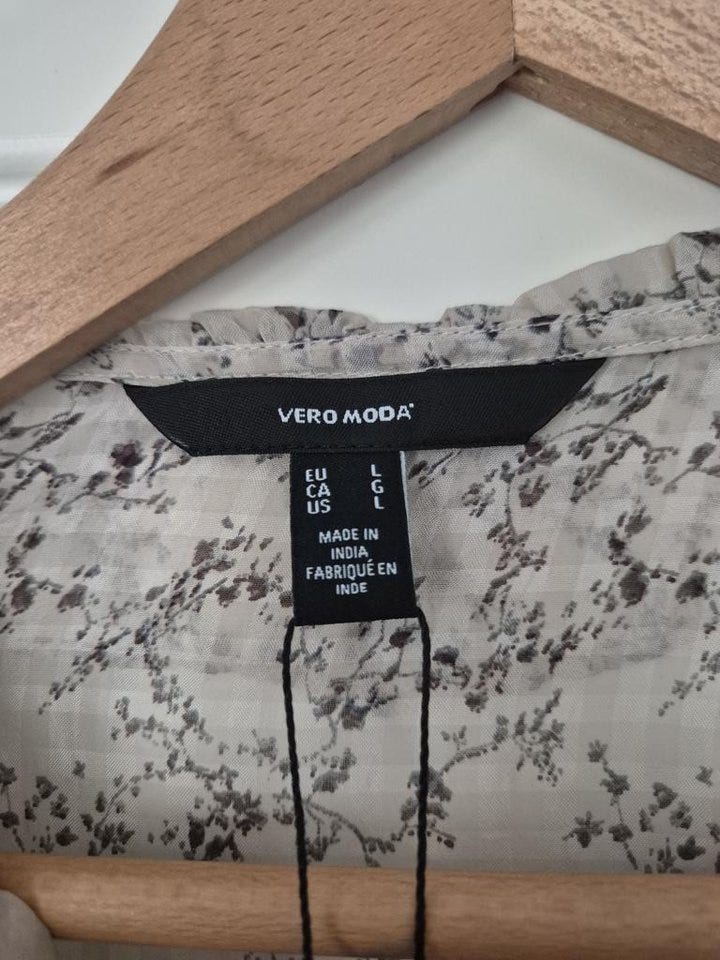 VERO MODA
EU L
CA G
US L
MADE IN
INDIA
FABRIQUÉ EN
INDE